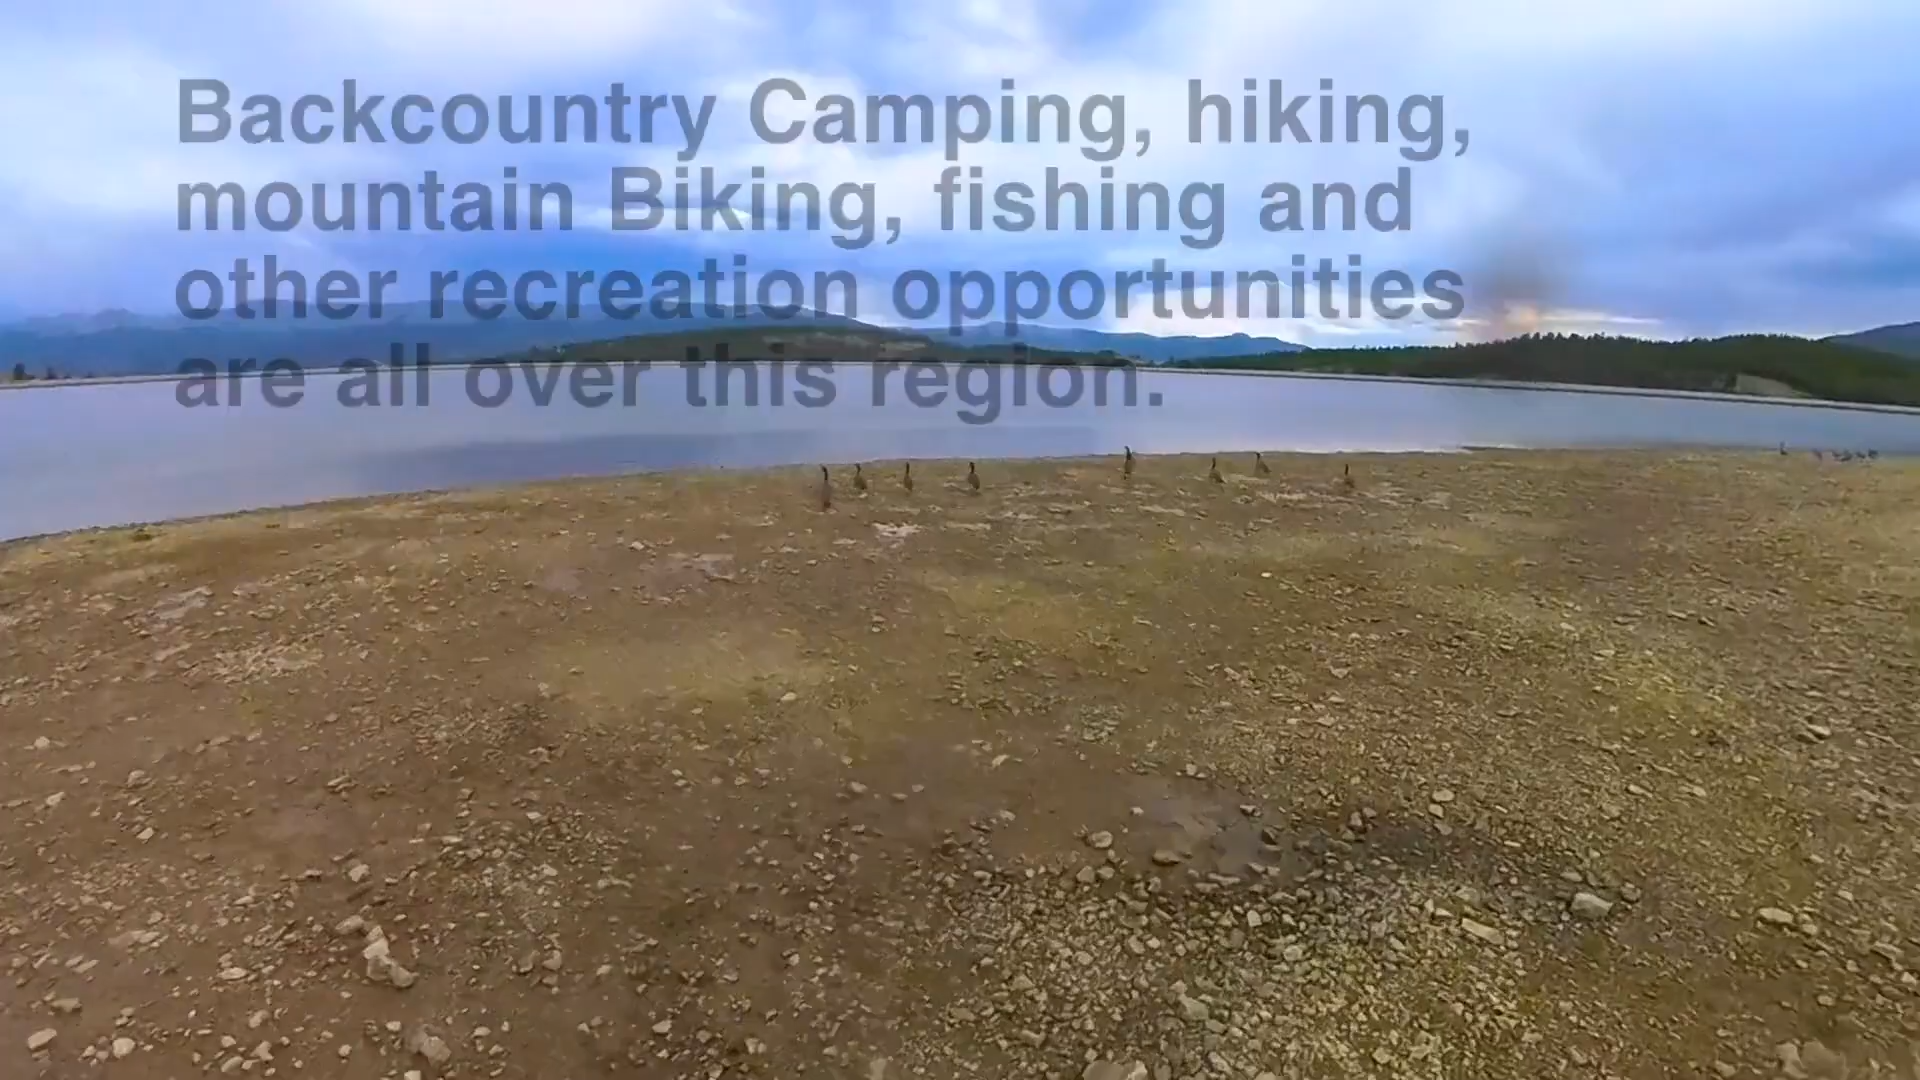 Backcountry Camping, hiking,
mountain Biking, fishing and
other recreation opportunities
are all over this region.